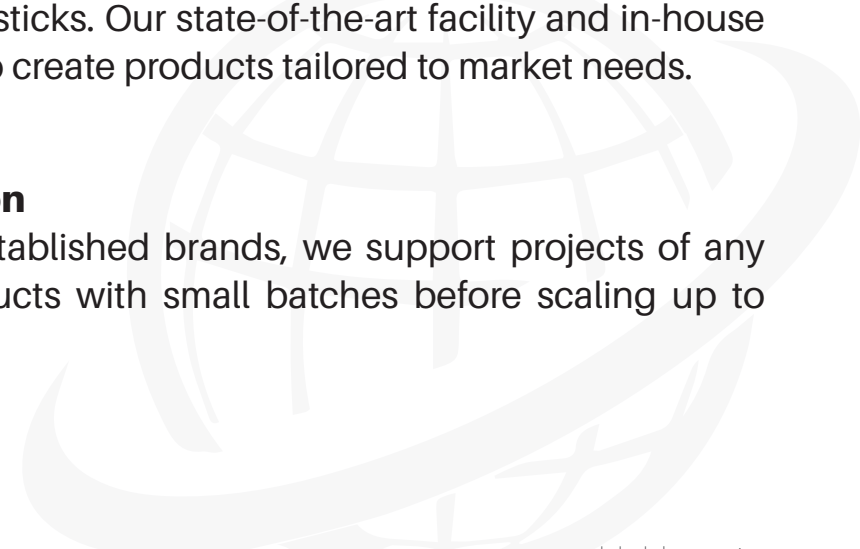 sticks. Our state-of-the-art facility and in-house
create products tailored to market needs.
tablished brands, we support projects of any
ucts with small batches before scaling up to